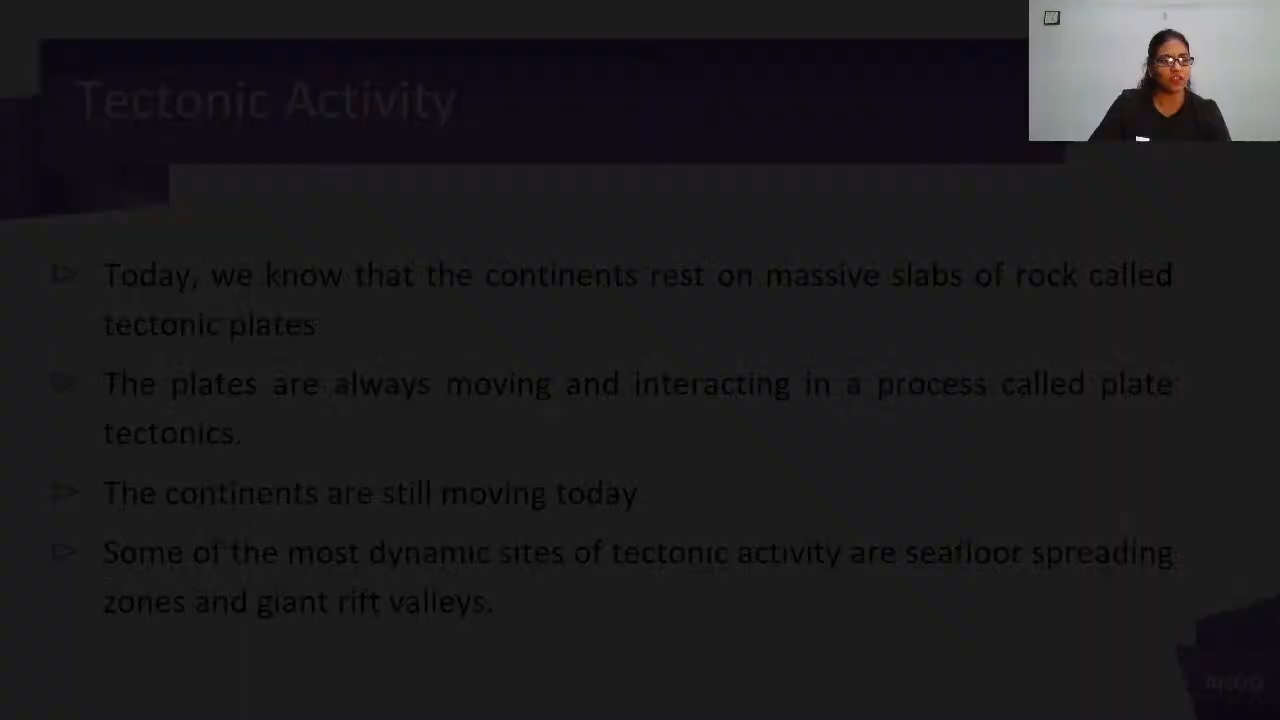 Tectonic Activity
Today, we know that the continents rest on massive slabs of rock called
tectonic plates
The plates are always moving and interacting in a process called plate
tectonics.
The continents are still moving today
Some of the most dynamic sites of tectonic activity are seafloor spreading
zones and giant rift valleys.